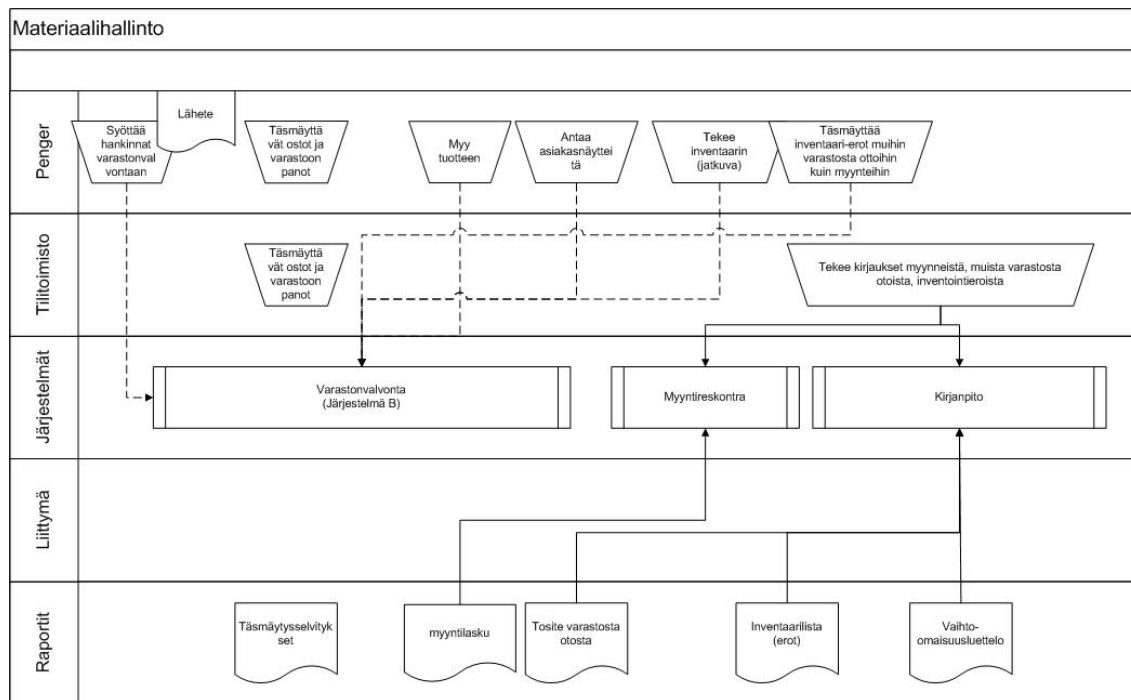 Materiaalihallinto
Penger
Syöttää
hankinnat
varastonval
vontaan
Lähete
Täsmäyttä
vät ostot ja
varastoon
panot
Myy
tuotteen
Antaa
asiakasnäyttei
tä
Tekee
inventaarin
(jatkuva)
Täsmäyttää
inventaari-erot muihin
varastosta ottoihin
kuin myynteihin
Tilitoimisto
Täsmäyttä
vät ostot ja
varastoon
panot
Tekee kirjaukset myynneistä, muista varastosta
otoista, inventointieroista
Järjestelmät
Varastonvalvonta
(Järjestelmä B)
Myyntireskontra
Kirjanpito
Liittymä
Raportit
Täsmäytysselvityk
set
myyntilasku
Tosite varastosta
otosta
Inventaarilista
(erot)
Vaihto-
omaisuusluettelo